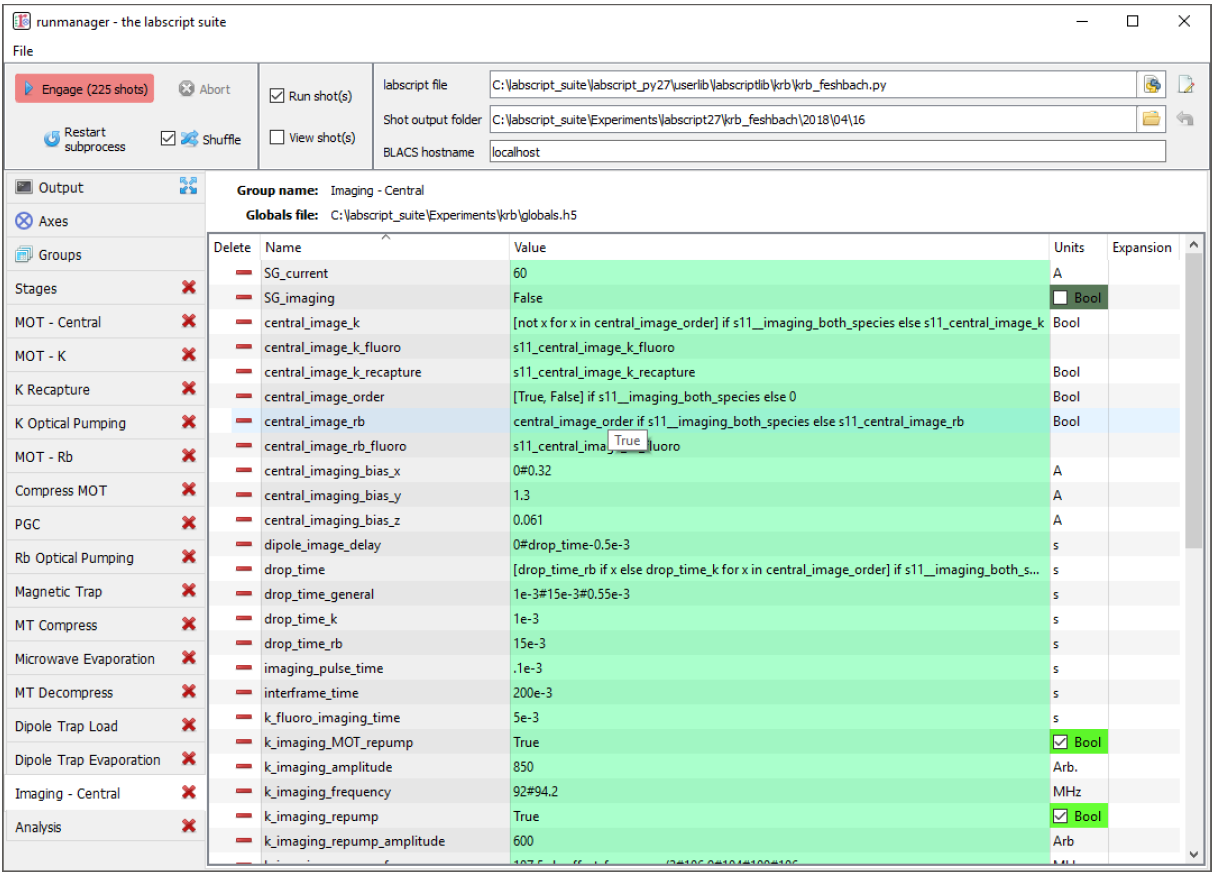 runmanager - the labscript suite
File
Engage (225 shots)
Abort
Restart subprocess
Shuffle
Run shot(s)
View shot(s)
labscript file C:\labscript_suite\labscript_py27\userlib\labscriptlib\krb\krb_feshbach.py
Shot output folder C:\labscript_suite\Experiments\labscript27\krb_feshbach\2018\04\16
BLACS hostname localhost
Output
Axes
Groups
Stages
MOT - Central
MOT - K
K Recapture
K Optical Pumping
MOT - Rb
Compress MOT
PGC
Rb Optical Pumping
Magnetic Trap
MT Compress
Microwave Evaporation
MT Decompress
Dipole Trap Load
Dipole Trap Evaporation
Imaging - Central
Analysis
Group name: Imaging - Central
Globals file: C:\labscript_suite\Experiments\krb\globals.h5
Delete Name Value Units Expansion
SG_current 60 A
SG_imaging False Bool
central_image_k [not x for x in central_image_order] if s11__imaging_both_species else s11_central_image_k Bool
central_image_k_fluoro s11_central_image_k_fluoro
central_image_k_recapture s11_central_image_k_recapture Bool
central_image_order [True, False] if s11__imaging_both_species else 0 Bool
central_image_rb central_image_order if s11__imaging_both_species else s11_central_image_rb Bool
True
central_image_rb_fluoro
central_imaging_bias_x 0#0.32 A
central_imaging_bias_y 1.3 A
central_imaging_bias_z 0.061 A
dipole_image_delay 0#drop_time-0.5e-3 s
drop_time [drop_time_rb if x else drop_time_k for x in central_image_order] if s11__imaging_both_s... s
drop_time_general 1e-3#15e-3#0.55e-3 s
drop_time_k 1e-3 s
drop_time_rb 15e-3 s
imaging_pulse_time .1e-3 s
interframe_time 200e-3 s
k_fluoro_imaging_time 5e-3 s
k_imaging_MOT_repump True Bool
k_imaging_amplitude 850 Arb.
k_imaging_frequency 92#94.2 MHz
k_imaging_repump True Bool
k_imaging_repump_amplitude 600 Arb